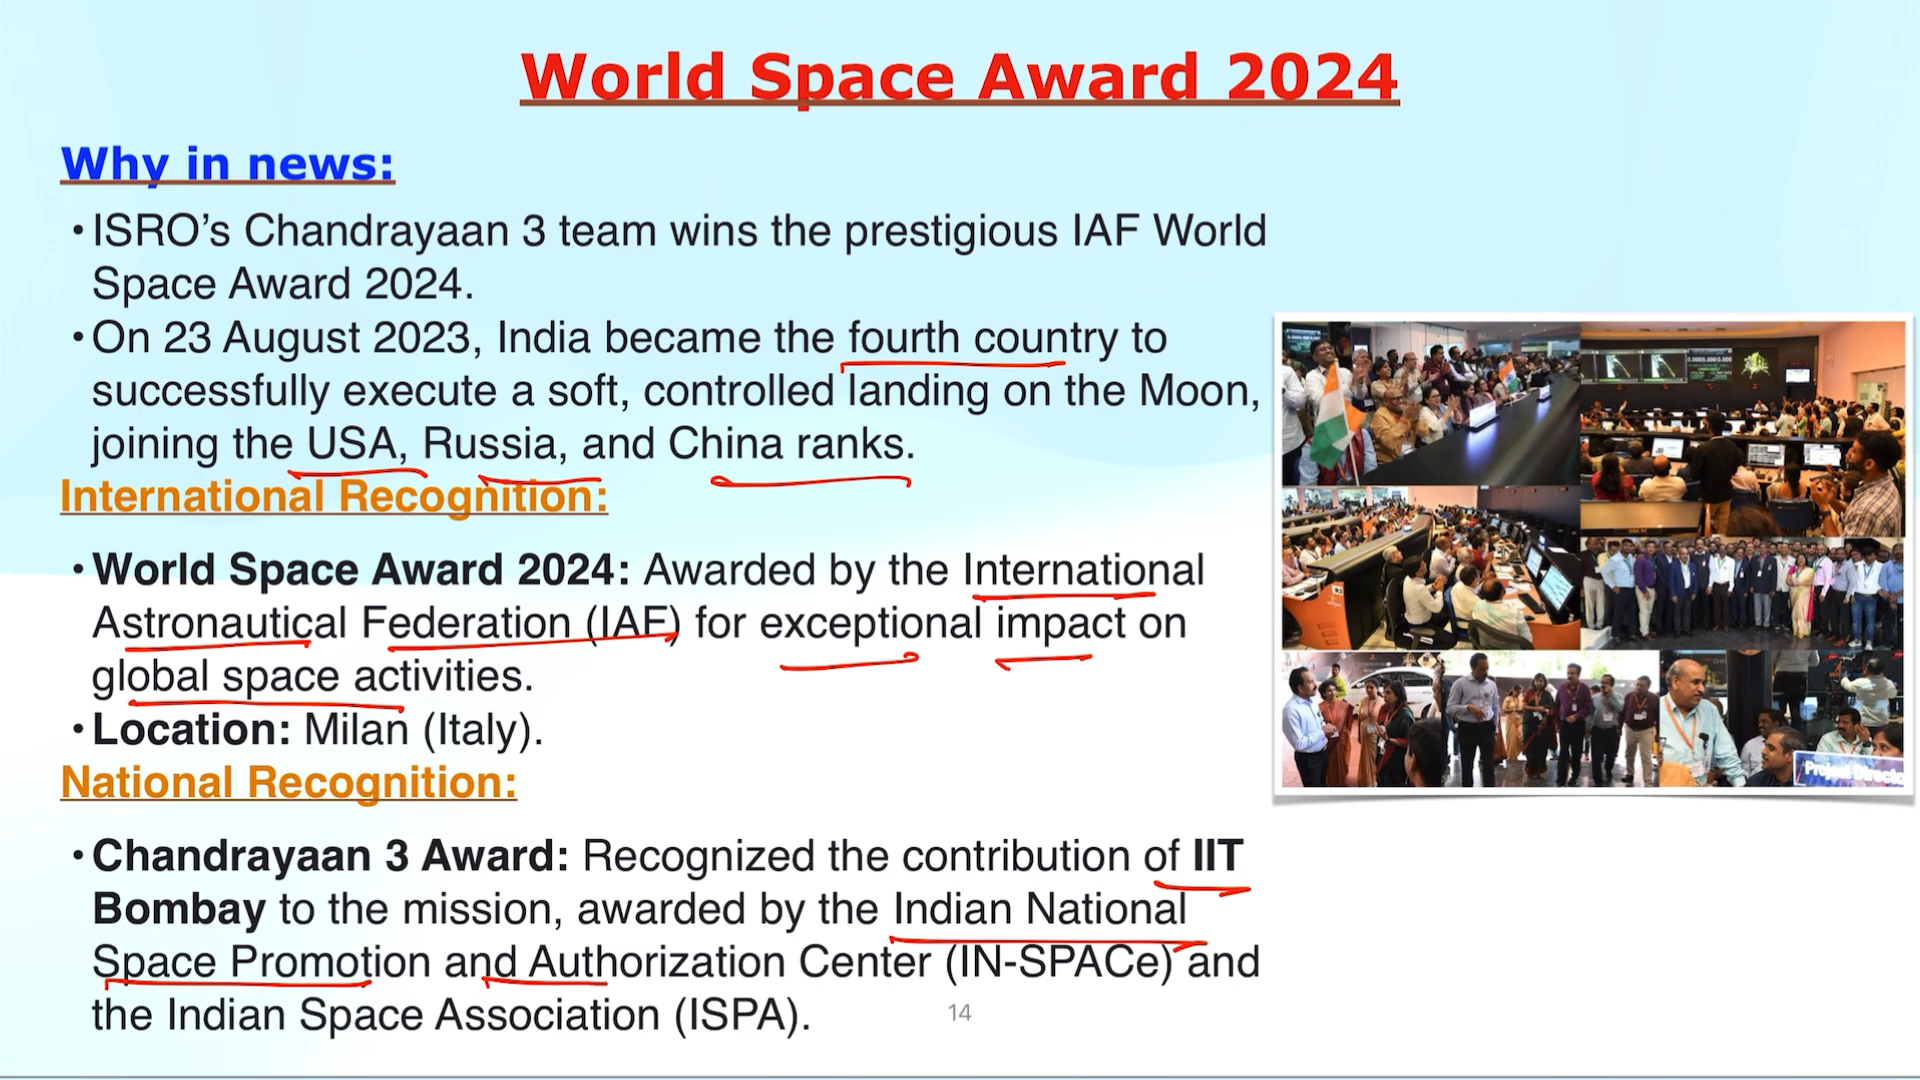 World Space Award 2024
Why in news:
•ISRO’s Chandrayaan 3 team wins the prestigious IAF World
Space Award 2024.
•On 23 August 2023, India became the fourth country to
successfully execute a soft, controlled landing on the Moon,
joining the USA, Russia, and China ranks.
International Recognition:
•World Space Award 2024: Awarded by the International
Astronautical Federation (IAF) for exceptional impact on
global space activities.
•Location: Milan (Italy).
National Recognition:
•Chandrayaan 3 Award: Recognized the contribution of IIT
Bombay to the mission, awarded by the Indian National
Space Promotion and Authorization Center (IN-SPACe) and
the Indian Space Association (ISPA).
14
Project Directo